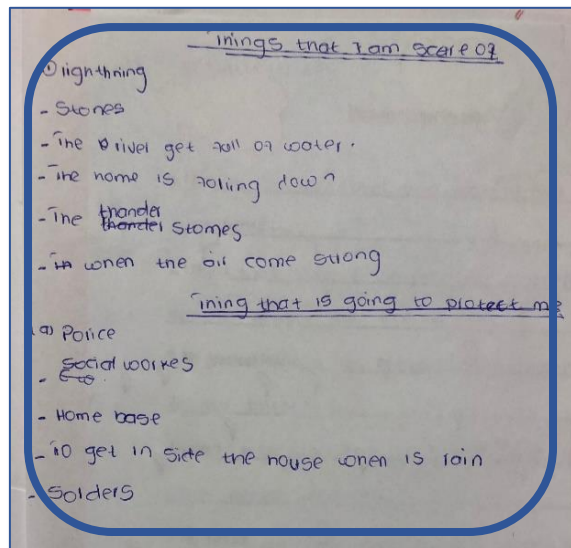 Things that I am scare of
① lignthring
- Stones
- The river get full of water.
- The home is foling down
- The thander stomes
- when the air come strong
Thing that is going to protect me
(a) Police
- social workes
- Home base
- To get in side the house when is rain
- Solders